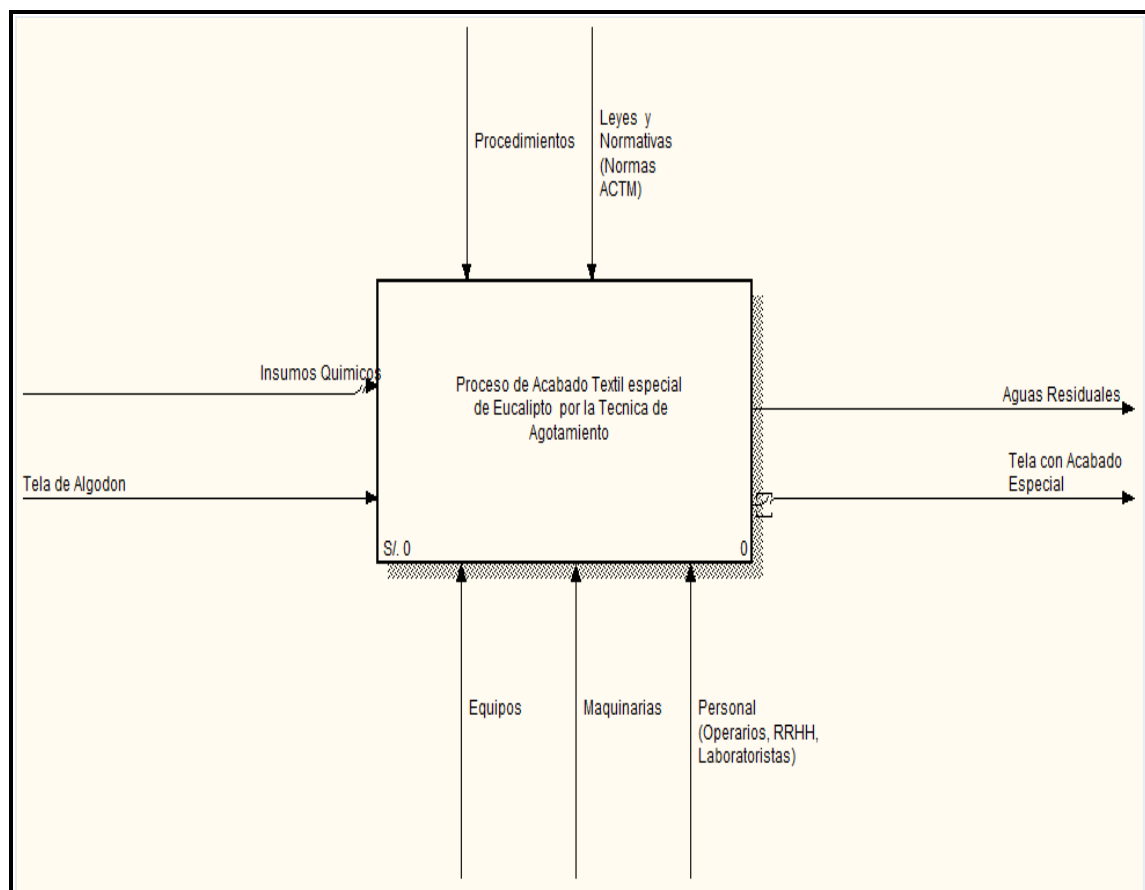 Procedimientos
Leyes y
Normativas
(Normas
ACTM)
Insumos Quimicos
Tela de Algodon
Proceso de Acabado Textil especial
de Eucalipto por la Tecnica de
Agotamiento
S/. 0
0
Aguas Residuales
Tela con Acabado
Especial
Equipos
Maquinarias
Personal
(Operarios, RRHH,
Laboratoristas)